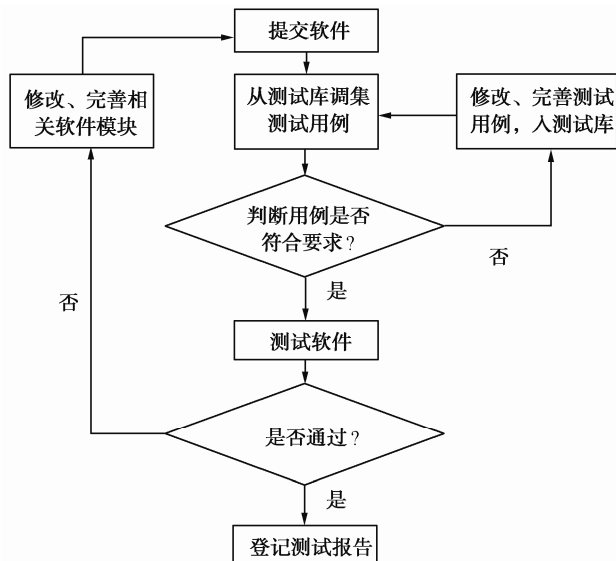 提交软件
修改、完善相
关软件模块
从测试库调集
测试用例
修改、完善测试
用例，入测试库
判断用例是否
符合要求？
否
是
否
测试软件
是否通过？
是
登记测试报告